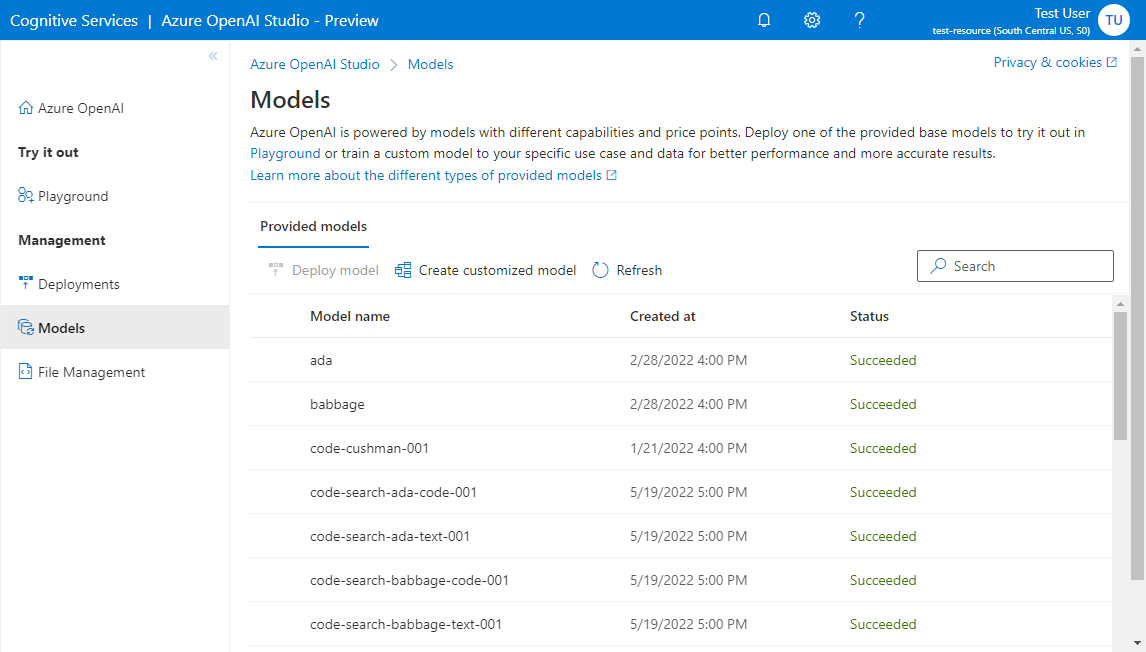 Cognitive Services | Azure OpenAI Studio - Preview
Test User
test-resource (South Central US, S0)
TU
Azure OpenAI
Try it out
Playground
Management
Deployments
Models
File Management
Azure OpenAI Studio > Models
Privacy & cookies
Models
Azure OpenAI is powered by models with different capabilities and price points. Deploy one of the provided base models to try it out in
Playground or train a custom model to your specific use case and data for better performance and more accurate results.
Learn more about the different types of provided models
Provided models
Deploy model Create customized model Refresh Search
Model name Created at Status
ada 2/28/2022 4:00 PM Succeeded
babbage 2/28/2022 4:00 PM Succeeded
code-cushman-001 1/21/2022 4:00 PM Succeeded
code-search-ada-code-001 5/19/2022 5:00 PM Succeeded
code-search-ada-text-001 5/19/2022 5:00 PM Succeeded
code-search-babbage-code-001 5/19/2022 5:00 PM Succeeded
code-search-babbage-text-001 5/19/2022 5:00 PM Succeeded